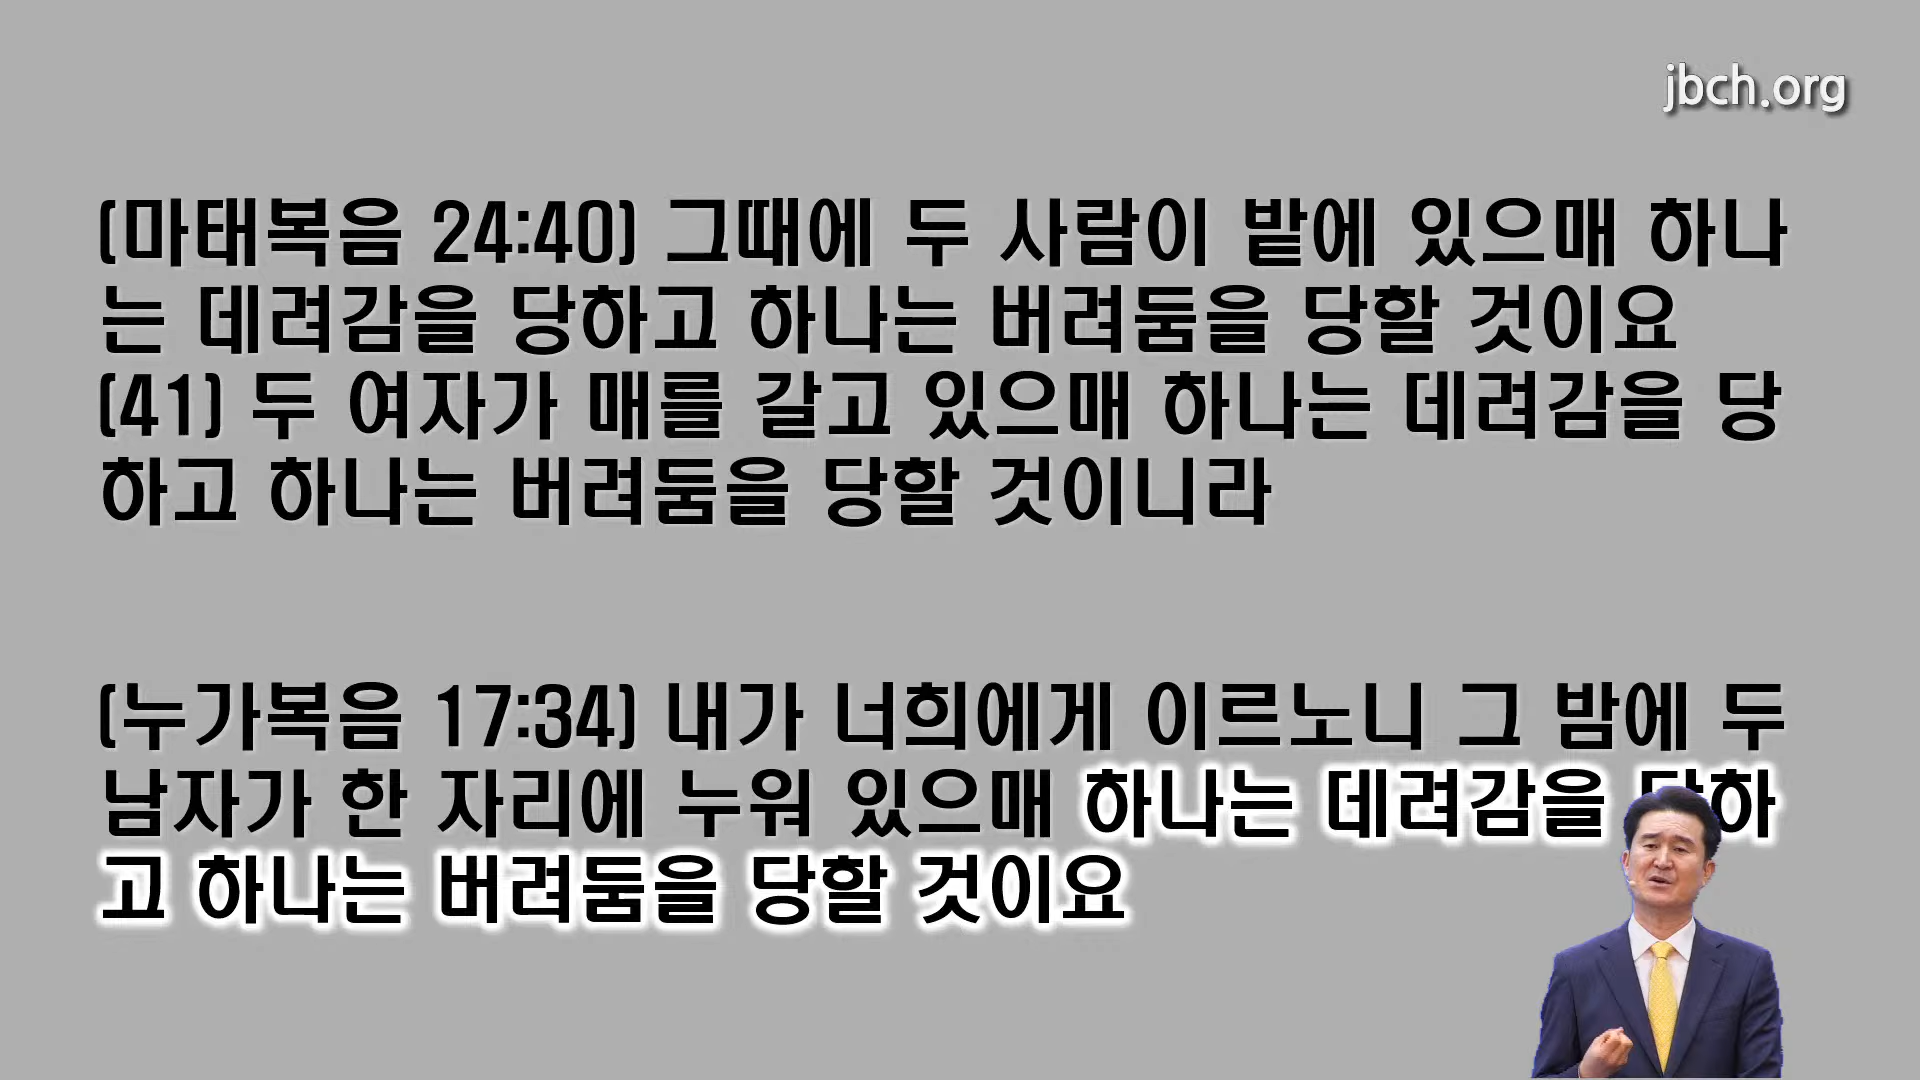 jbch.org
(마태복음 24:40) 그때에 두 사람이 밭에 있으매 하나
는 데려감을 당하고 하나는 버려둠을 당할 것이요
(41) 두 여자가 매를 갈고 있으매 하나는 데려감을 당
하고 하나는 버려둠을 당할 것이니라
(누가복음 17:34) 내가 너희에게 이르노니 그 밤에 두
남자가 한 자리에 누워 있으매 하나는 데려감을 당하
고 하나는 버려둠을 당할 것이요